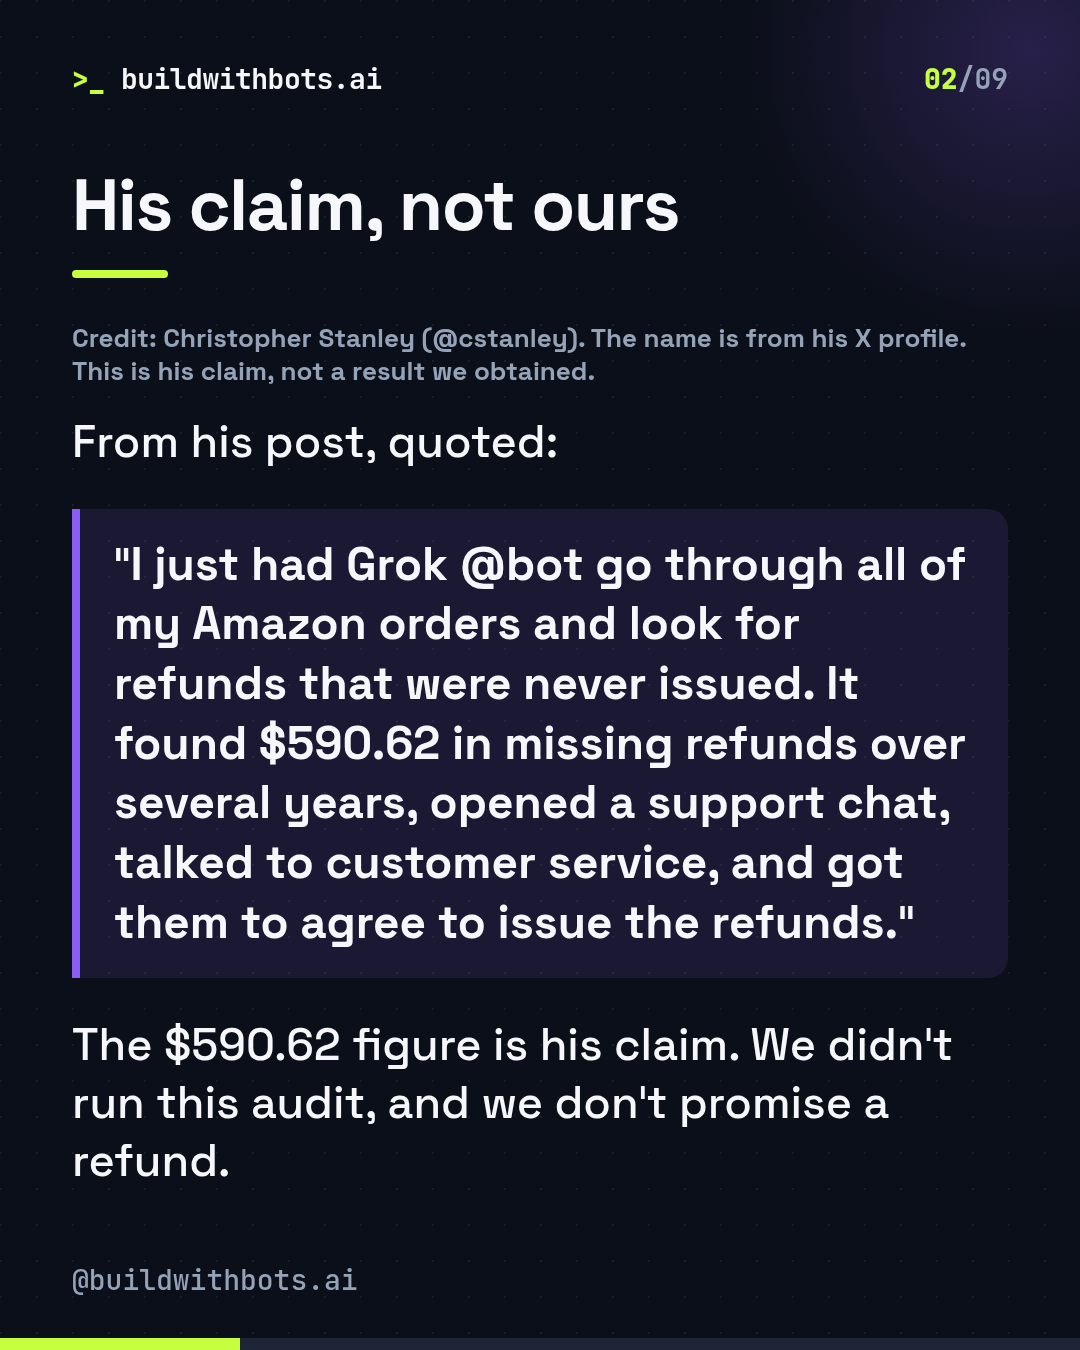 >_ buildwithbots.ai
02/09
His claim, not ours
Credit: Christopher Stanley (@cstanley). The name is from his X profile.
This is his claim, not a result we obtained.
From his post, quoted:
"I just had Grok @bot go through all of
my Amazon orders and look for
refunds that were never issued. It
found $590.62 in missing refunds over
several years, opened a support chat,
talked to customer service, and got
them to agree to issue the refunds."
The $590.62 figure is his claim. We didn't
run this audit, and we don't promise a
refund.
@buildwithbots.ai